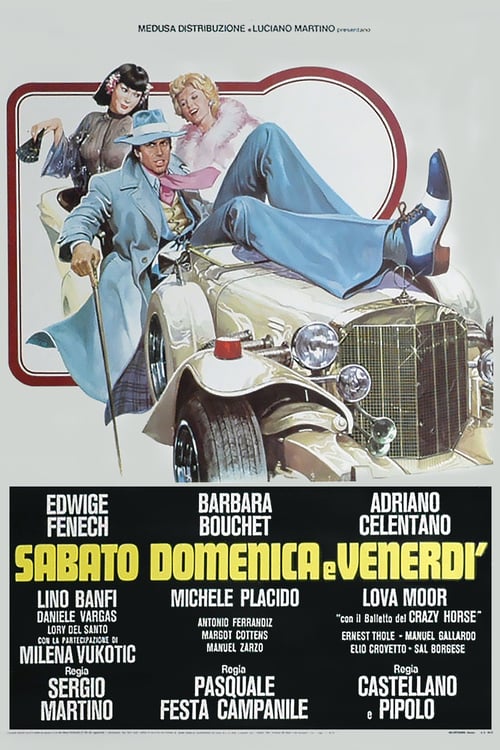 MEDUSA DISTRIBUZIONE e LUCIANO MARTINO presentano
EDWIGE FENECH
BARBARA BOUCHET
ADRIANO CELENTANO
SABATO DOMENICA e VENERDI'
LINO BANFI
DANIELE VARGAS
LORY DEL SANTO
CON LA PARTECIPAZIONE DI
MILENA VUKOTIC
Regia
SERGIO
MARTINO
MICHELE PLACIDO
ANTONIO FERRANDIZ
MARGOT COTTENS
MANUEL ZARZO
Regia
PASQUALE
FESTA CAMPANILE
LOVA MOOR
"con il Balletto del CRAZY HORSE"
ERNEST THOLE - MANUEL GALLARDO
ELIO CROVETTO - SAL BORGESE
Regia
CASTELLANO
e PIPOLO